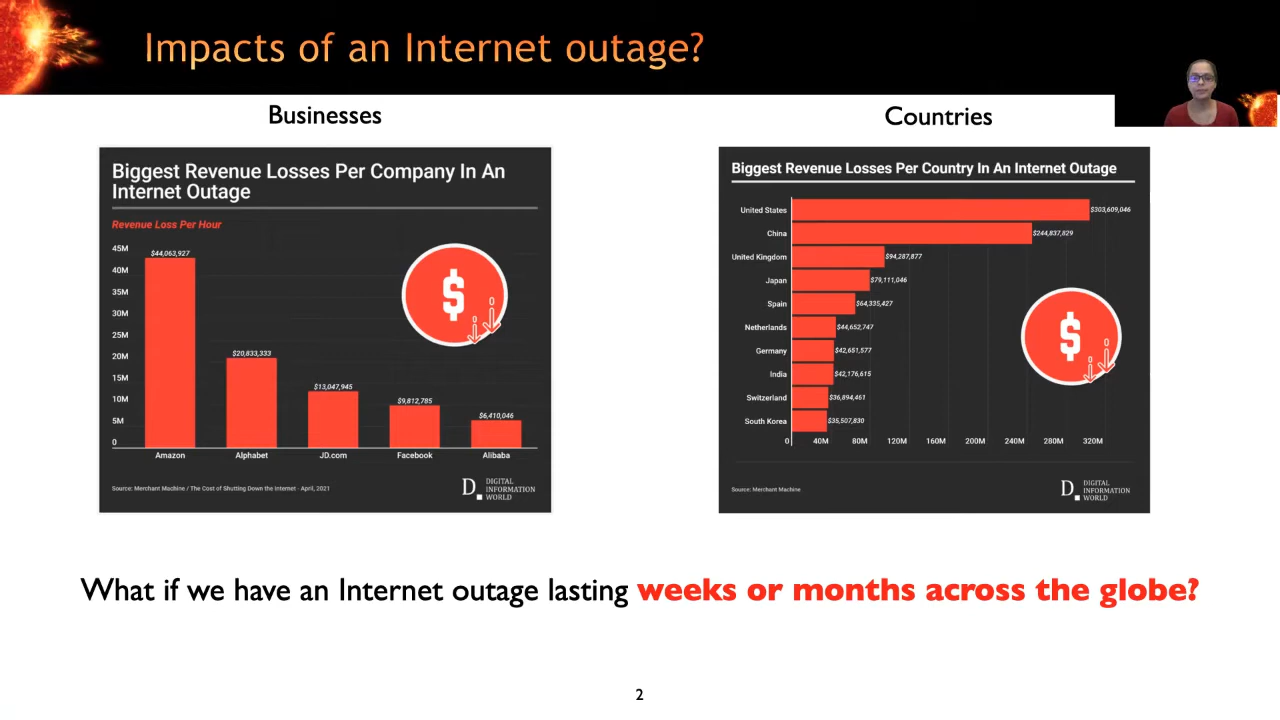 Impacts of an Internet outage?
Businesses
Biggest Revenue Losses Per Company In An
Internet Outage
Revenue Loss Per Hour
45M
40M
35M
30M
25M
20M
15M
10M
5M
0
$44,063,927
$20,833,333
$13,047,945
$9,812,785
$6,410,046
Amazon
Alphabet
JD.com
Facebook
Alibaba
Source: Merchant Machine / The Cost of Shutting Down the Internet - April, 2021
D.
DIGITAL
INFORMATION
WORLD
Countries
Biggest Revenue Losses Per Country In An Internet Outage
United States $303,609,046
China $244,837,829
United Kingdom $94,287,877
Japan $79,111,046
Spain $64,335,427
Netherlands $44,652,747
Germany $42,651,577
India $42,176,615
Switzerland $36,894,461
South Korea $35,507,830
0 40M 80M 120M 160M 200M 240M 280M 320M
Source: Merchant Machine
D.
DIGITAL
INFORMATION
WORLD
What if we have an Internet outage lasting weeks or months across the globe?
2